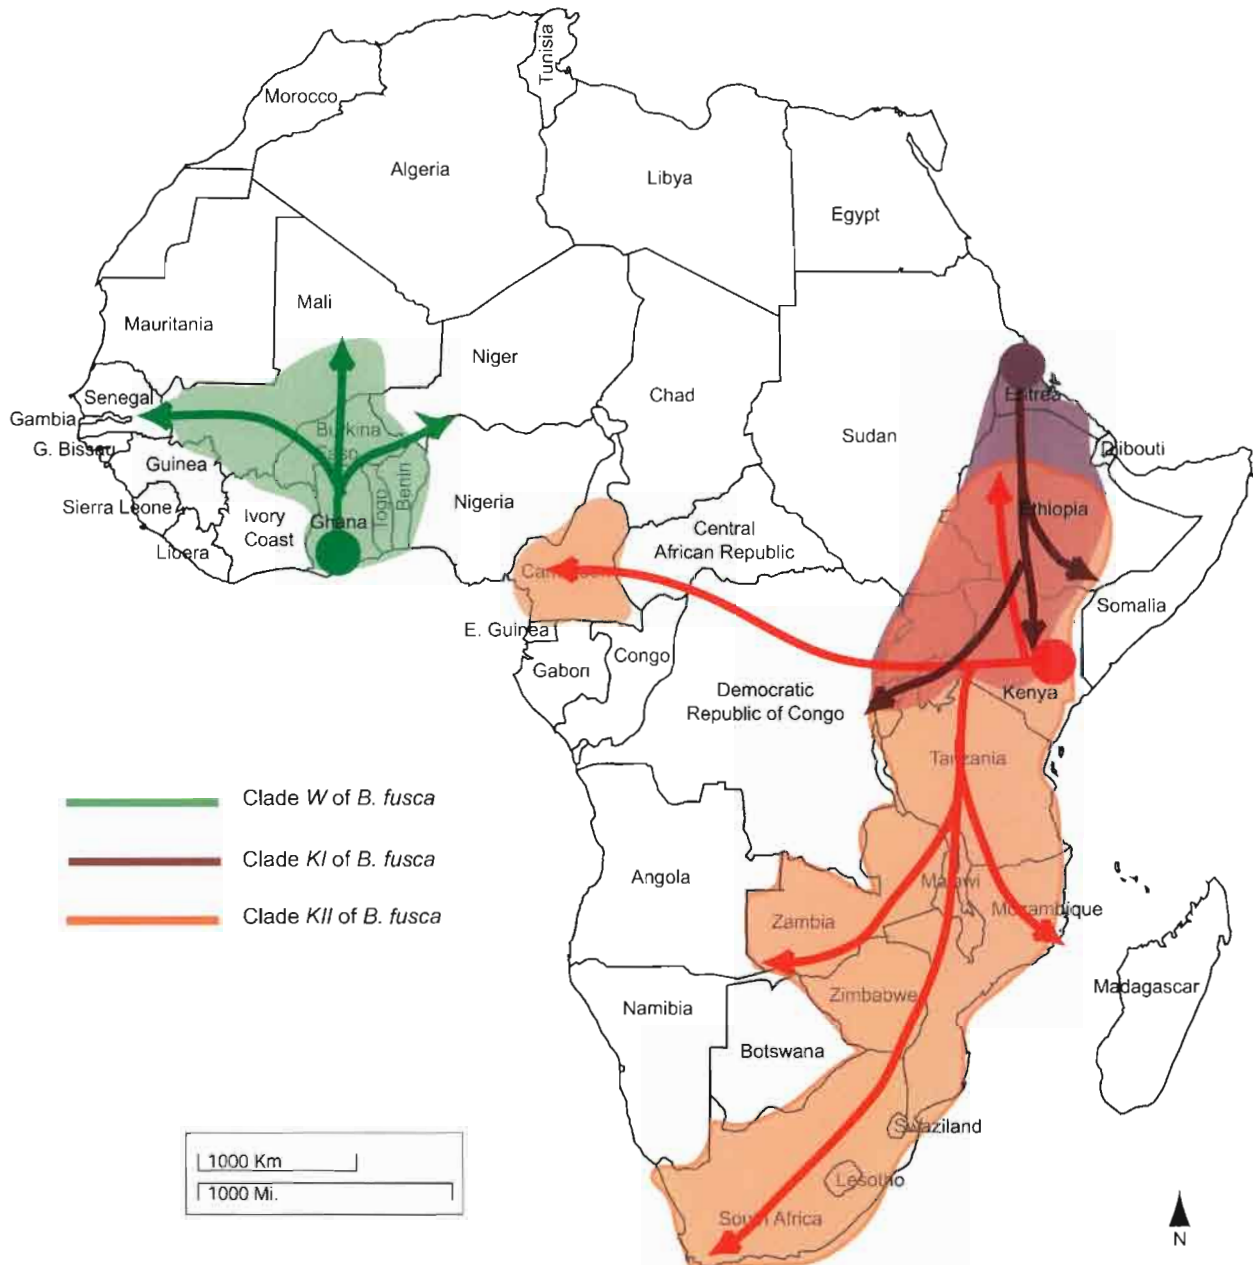 Tunisia
Morocco
Algeria
Libya
Egypt
Mali
Mauritania
Niger
Chad
Senegal
Eritrea
Gambia
Burkina
Faso
Sudan
Djibouti
G. Bissau
Guinea
Togo
Benin
Nigeria
Sierra Leone
Ivory
Coast
Ghana
Ethiopia
Central
African Republic
Libera
Cameroon
Somalia
E. Guinea
Gabon
Congo
Kenya
Democratic
Republic of Congo
Tanzania
Clade W of B. fusca
Clade KI of B. fusca
Clade KII of B. fusca
Angola
Malawi
Mozambique
Zambia
Madagascar
Zimbabwe
Namibia
Botswana
Swaziland
1000 Km
Lesotho
1000 Mi.
South Africa
N